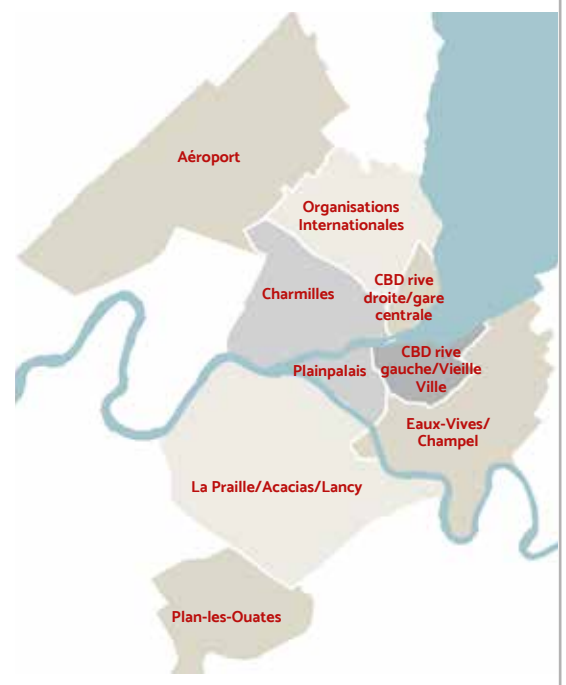 Aéroport
Organisations
Internationales
Charmilles
CBD rive
droite/gare
centrale
Plainpalais
CBD rive
gauche/Vieille
Ville
Eaux-Vives/
Champel
La Praille/Acacias/Lancy
Plan-les-Ouates